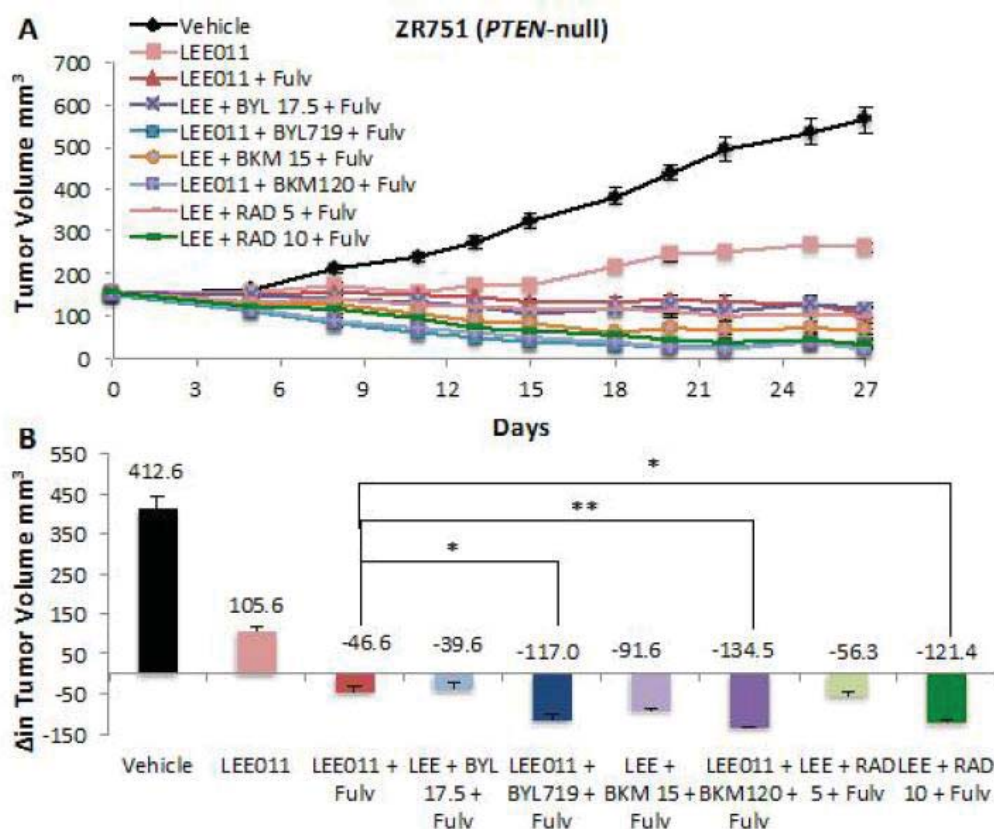 A
ZR751 (PTEN-null)
Vehicle
LEE011
LEE011 + Fulv
LEE + BYL 17.5 + Fulv
LEE011 + BYL719 + Fulv
LEE + BKM 15 + Fulv
LEE011 + BKM120 + Fulv
LEE + RAD 5 + Fulv
LEE + RAD 10 + Fulv
Tumor Volume mm³
700
600
500
400
300
200
100
0
0 3 6 9 12 15 18 21 24 27
Days
B
Δin Tumor Volume mm³
550
450
350
250
150
50
-50
-150
*
**
*
412.6
105.6
-46.6
-39.6
-117.0
-91.6
-134.5
-56.3
-121.4
Vehicle
LEE011
LEE011 +
Fulv
LEE + BYL
17.5 +
Fulv
LEE011 +
BYL719 +
Fulv
LEE +
BKM 15 +
Fulv
LEE011 +
BKM120 +
Fulv
LEE + RAD
5 + Fulv
LEE + RAD
10 + Fulv